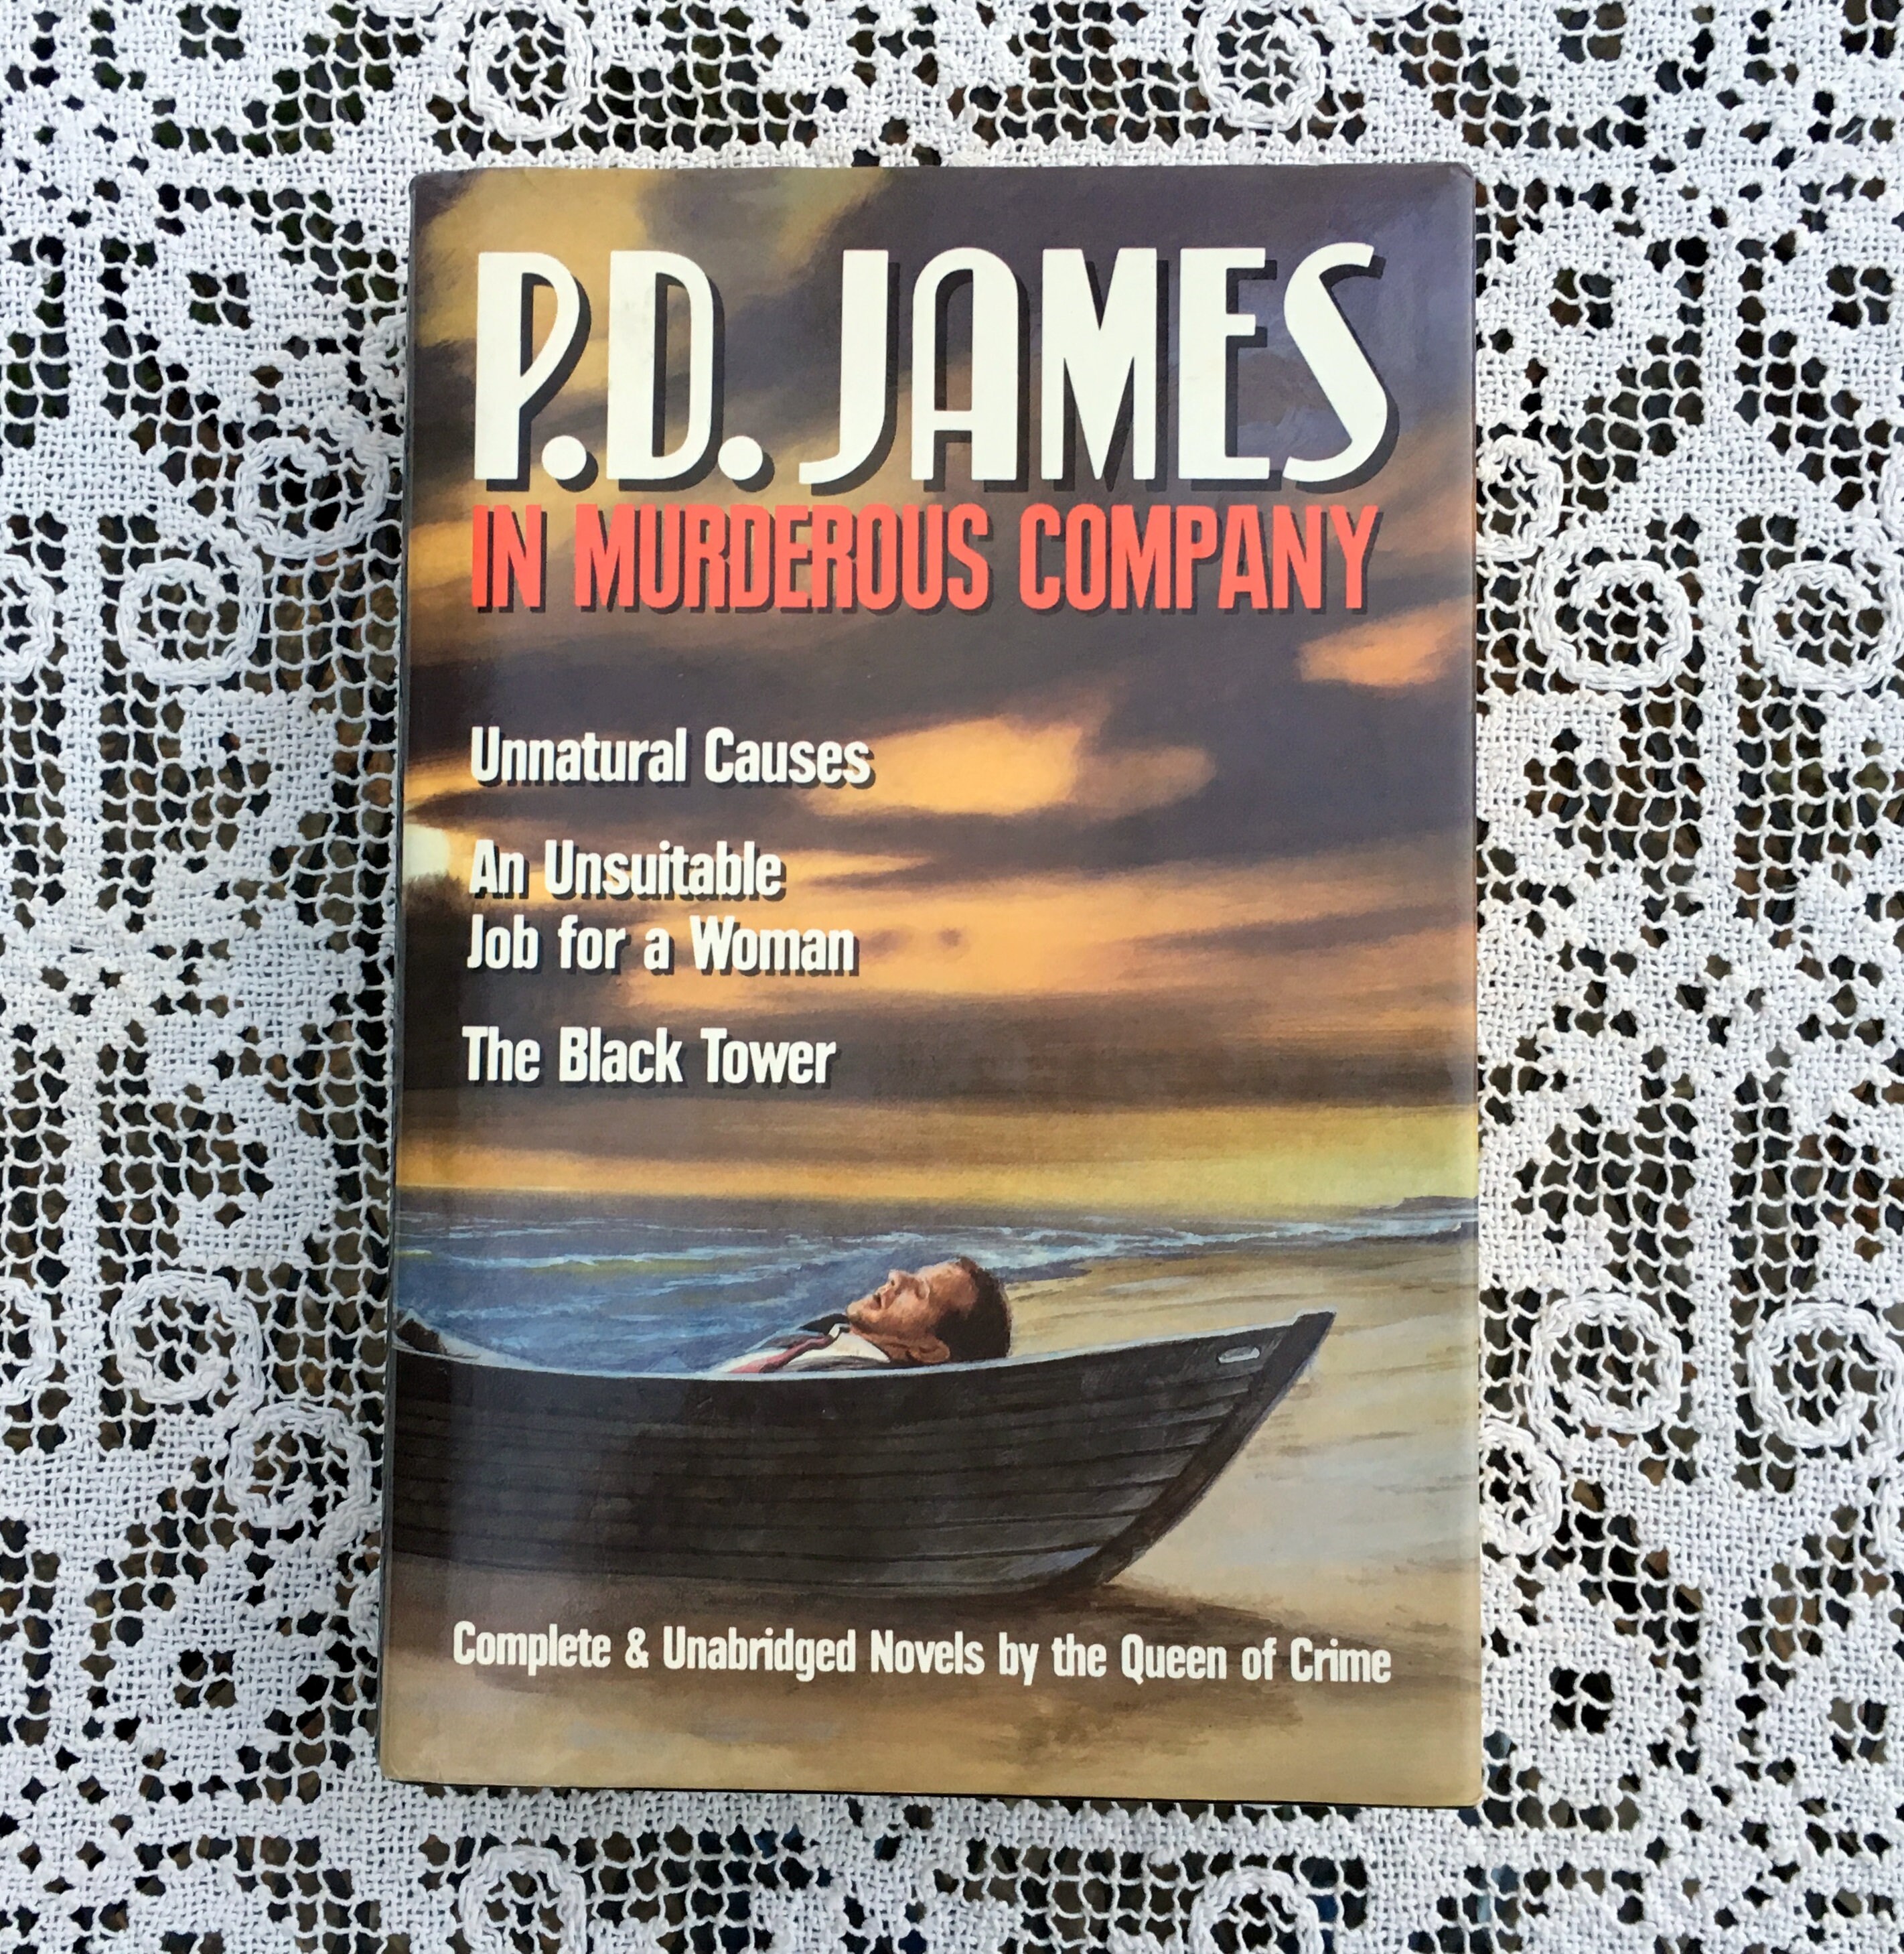 P.D. JAMES
IN MURDEROUS COMPANY
Unnatural Causes
An Unsuitable
Job for a Woman
The Black Tower
Complete & Unabridged Novels by the Queen of Crime